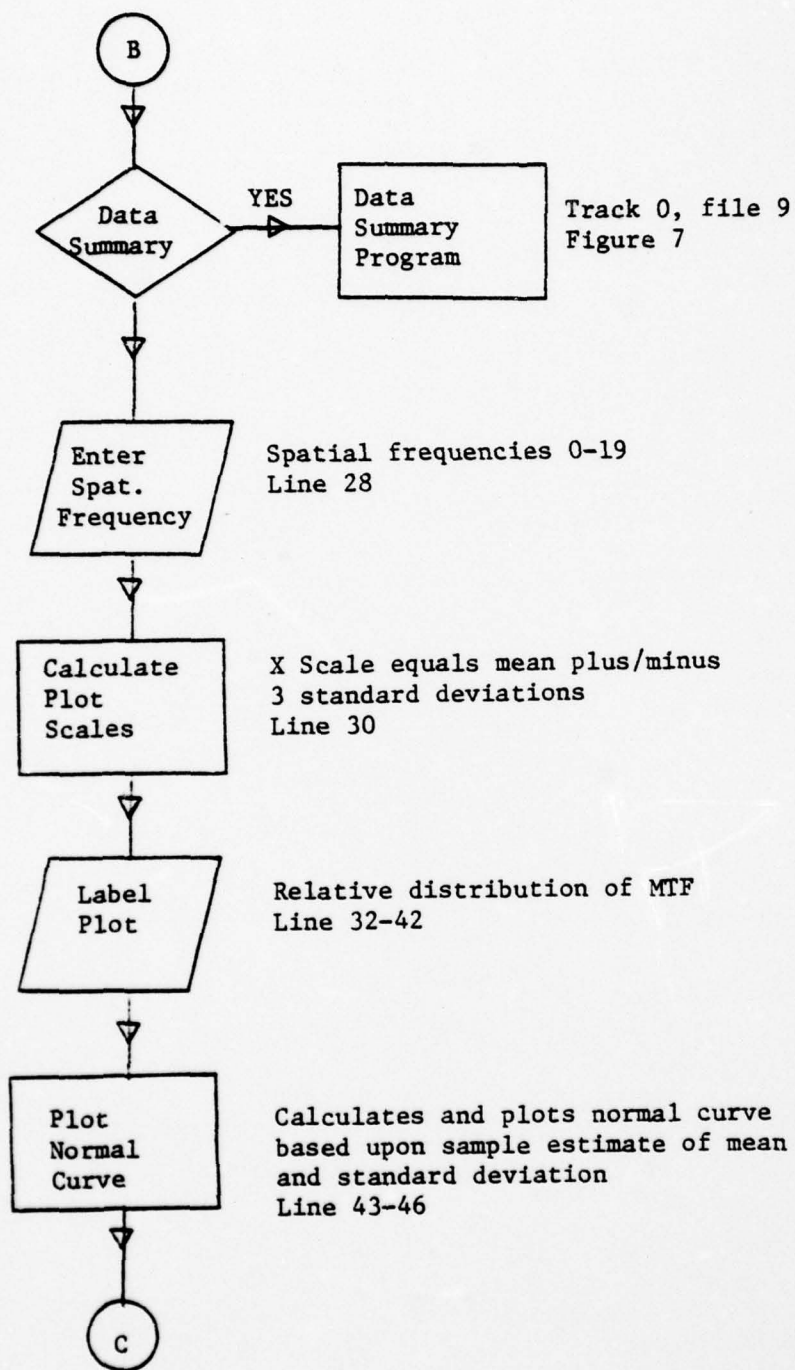 B
Data
Summary
YES
Data
Summary
Program
Track 0, file 9
Figure 7
Enter
Spat.
Frequency
Spatial frequencies 0-19
Line 28
Calculate
Plot
Scales
X Scale equals mean plus/minus
3 standard deviations
Line 30
Label
Plot
Relative distribution of MTF
Line 32-42
Plot
Normal
Curve
Calculates and plots normal curve
based upon sample estimate of mean
and standard deviation
Line 43-46
C